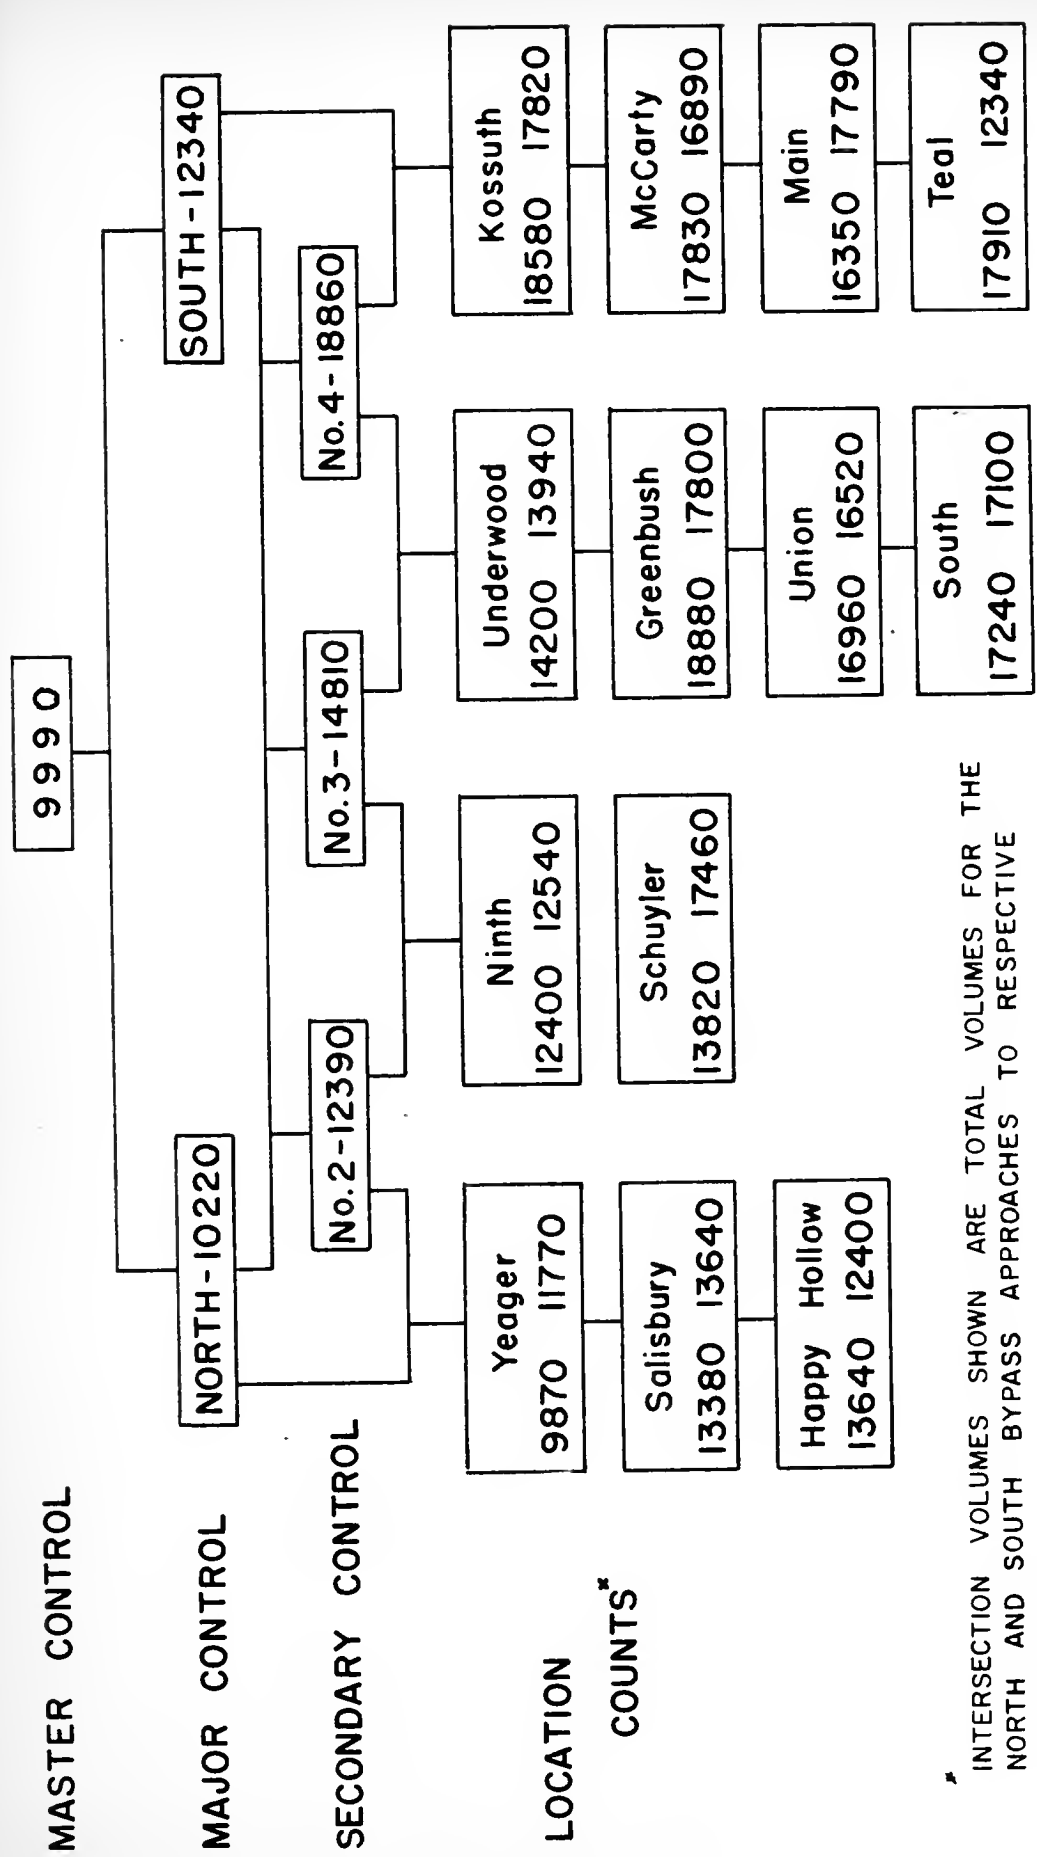 MASTER CONTROL
9990
MAJOR CONTROL
NORTH-10220
SOUTH-12340
SECONDARY CONTROL
No.2-12390
No.3-14810
No.4-18860
LOCATION
COUNTS*
Yeager
9870 11770
Salisbury
13380 13640
Happy Hollow
13640 12400
Ninth
12400 12540
Schuyler
13820 17460
Underwood
14200 13940
Greenbush
18880 17800
Union
16960 16520
South
17240 17100
Kossuth
18580 17820
McCarty
17830 16890
Main
16350 17790
Teal
17910 12340
* INTERSECTION VOLUMES SHOWN ARE TOTAL VOLUMES FOR THE
NORTH AND SOUTH BYPASS APPROACHES TO RESPECTIVE